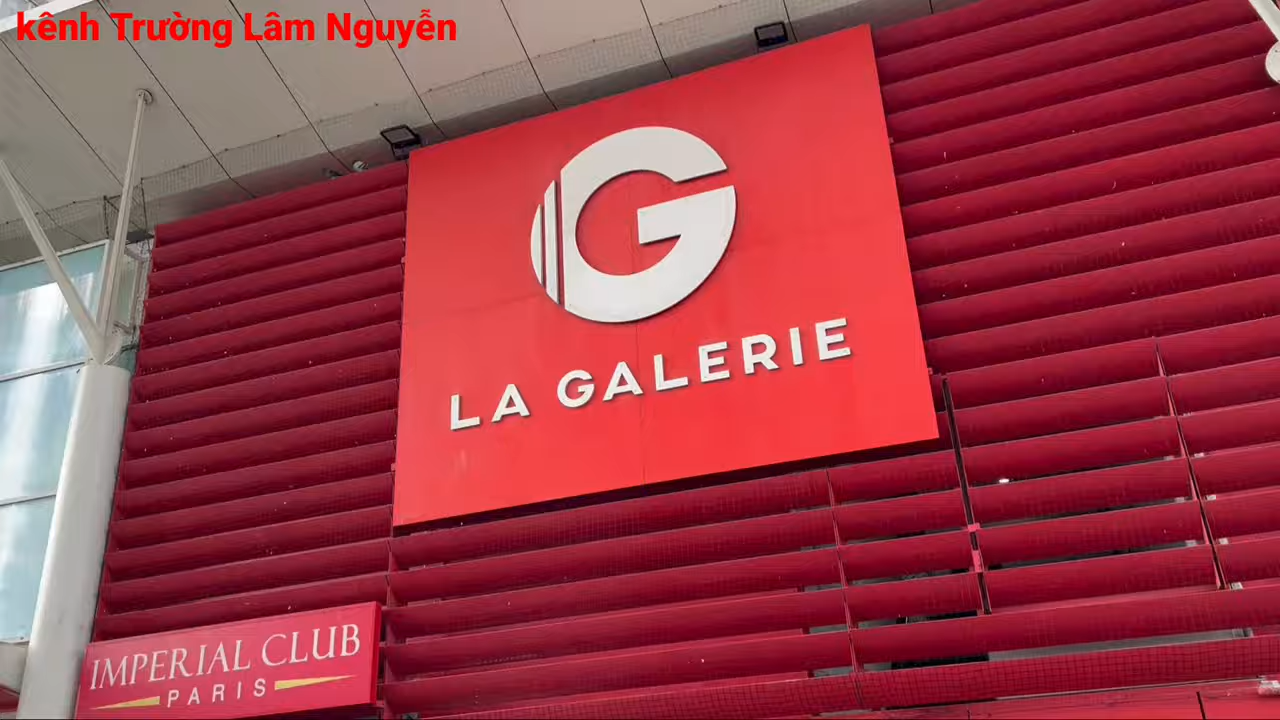 kênh Trường Lâm Nguyễn
G
LA GALERIE
IMPERIAL CLUB
PARIS